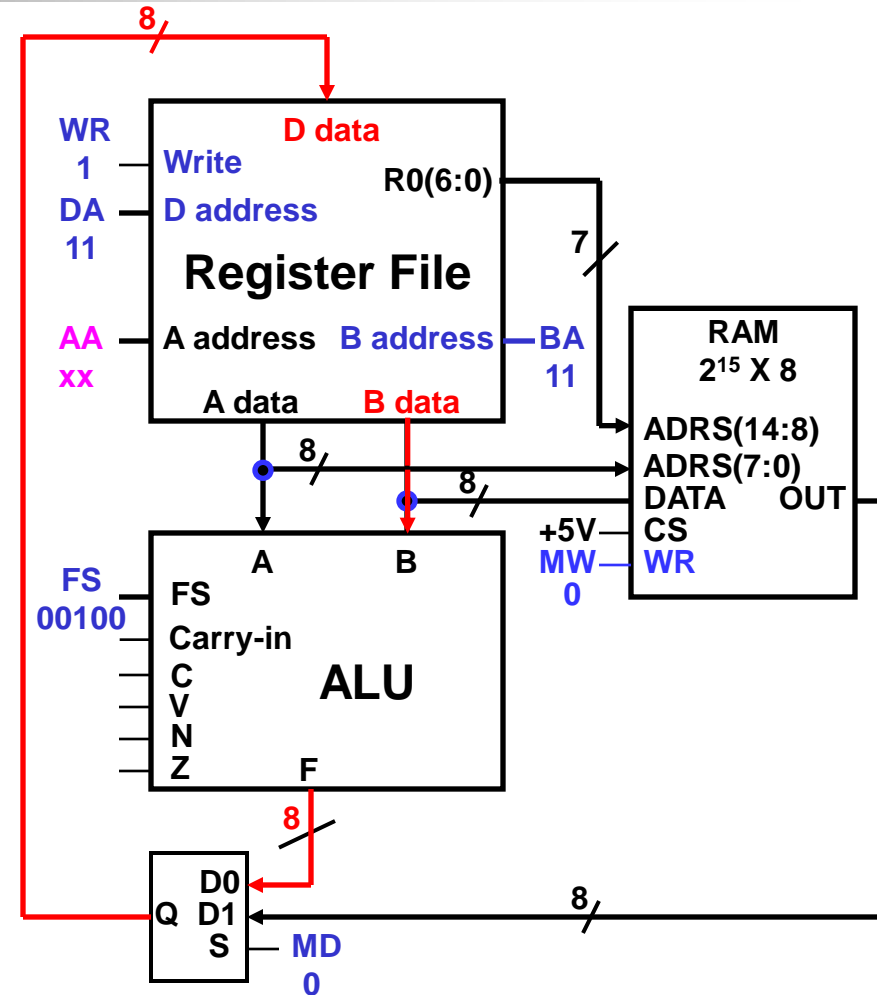 8
D data
WR
1
Write
R0(6:0)
DA
11
D address
7
Register File
AA
xx
A address
B address
BA
11
A data
B data
RAM
2¹⁵ X 8
8
ADRS(14:8)
ADRS(7:0)
8
DATA OUT
+5V
CS
MW
0
WR
A
B
FS
00100
FS
Carry-in
C
V
N
Z
ALU
F
8
D0
Q D1
S
MD
0
8